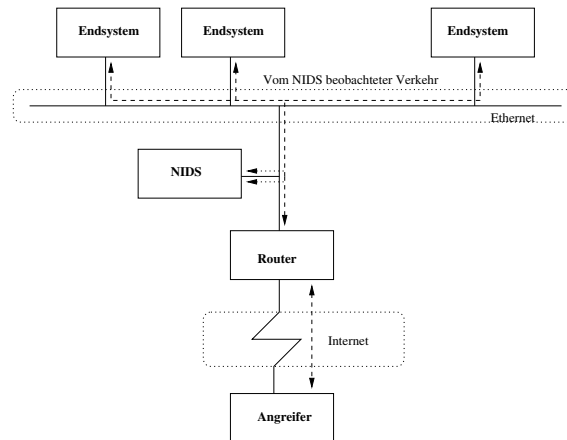 Endsystem
Endsystem
Endsystem
Vom NIDS beobachteter Verkehr
Ethernet
NIDS
Router
Internet
Angreifer